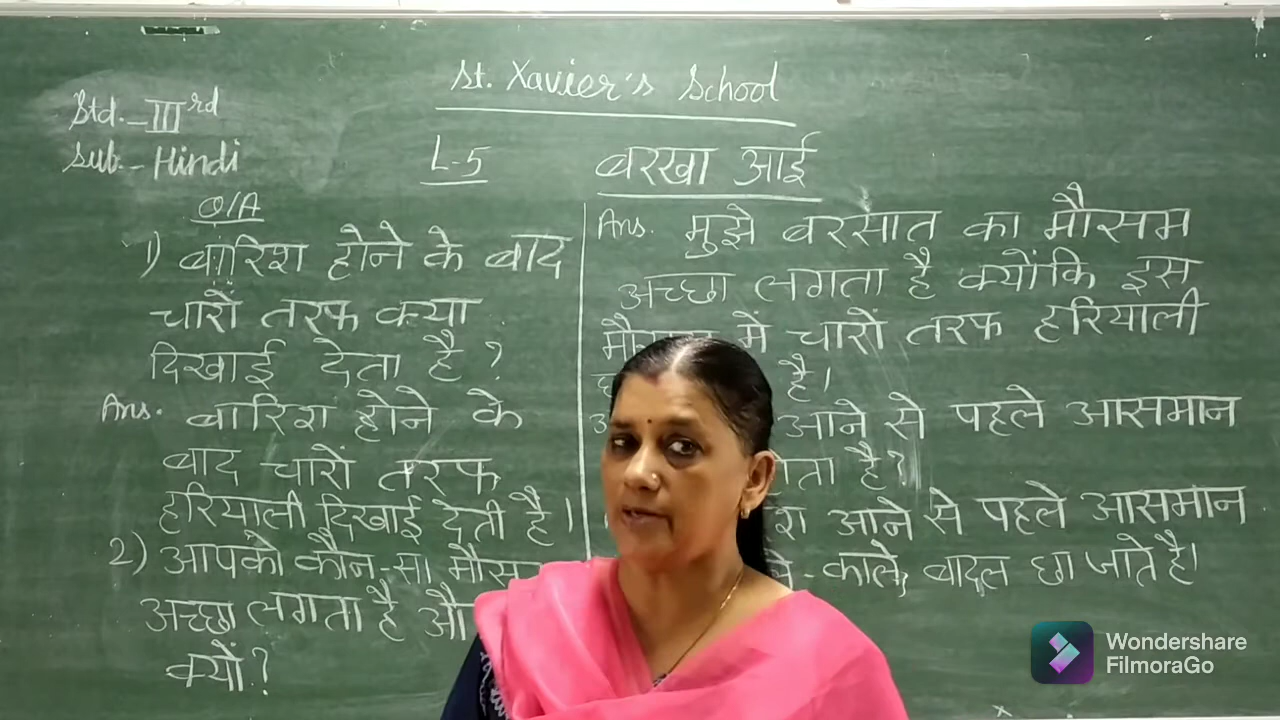 St. Xavier's School
Std.- IIIrd
Sub.- Hindi
L-5 बरखा आई
Q/A
1) बारिश होने के बाद
चारों तरफ क्या
दिखाई देता है ?
Ans. बारिश होने के
बाद चारों तरफ
हरियाली दिखाई देती है।
2) आपको कौन-सा
अच्छा लगता है
क्यों ?
Ans. मुझे बरसात का मौसम
अच्छा लगता है क्योंकि इस
में चारों तरफ हरियाली
है।
आने से पहले आसमान
है?
आने से पहले आसमान
काले, बादल छा जाते है।
Wondershare
FilmoraGo